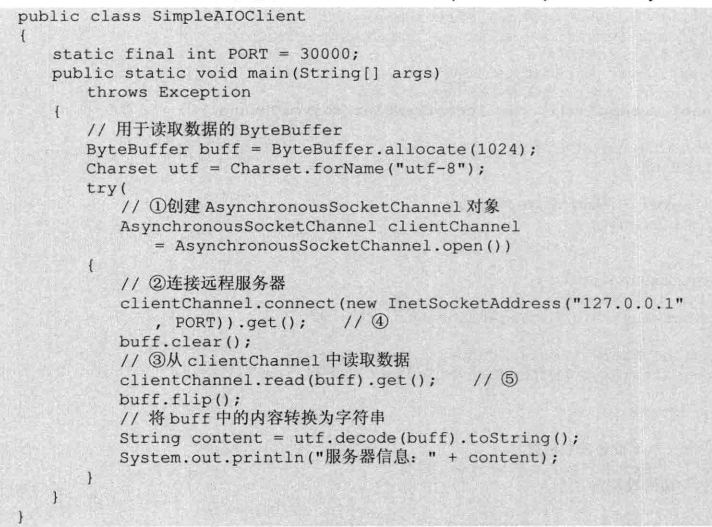 public class SimpleAIOClient
{
    static final int PORT = 30000;
    public static void main(String[] args)
        throws Exception
    {
        // 用于读取数据的 ByteBuffer
        ByteBuffer buff = ByteBuffer.allocate(1024);
        Charset utf = Charset.forName("utf-8");
        try(
            // ①创建 AsynchronousSocketChannel 对象
            AsynchronousSocketChannel clientChannel
                = AsynchronousSocketChannel.open())
        {
            // ②连接远程服务器
            clientChannel.connect(new InetSocketAddress("127.0.0.1"
                , PORT)).get();    // ④
            buff.clear();
            // ③从 clientChannel 中读取数据
            clientChannel.read(buff).get();    // ⑤
            buff.flip();
            // 将 buff 中的内容转换为字符串
            String content = utf.decode(buff).toString();
            System.out.println("服务器信息：" + content);
        }
    }
}